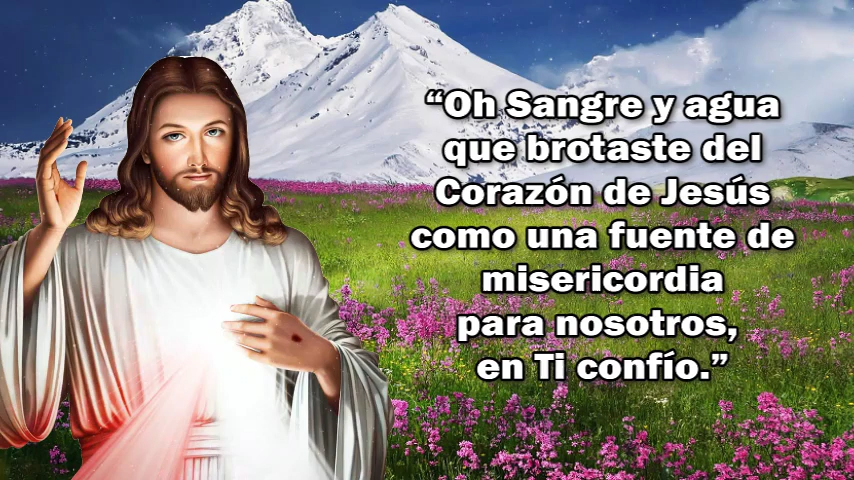 “Oh Sangre y agua
que brotaste del
Corazón de Jesús
como una fuente de
misericordia
para nosotros,
en Ti confío.”